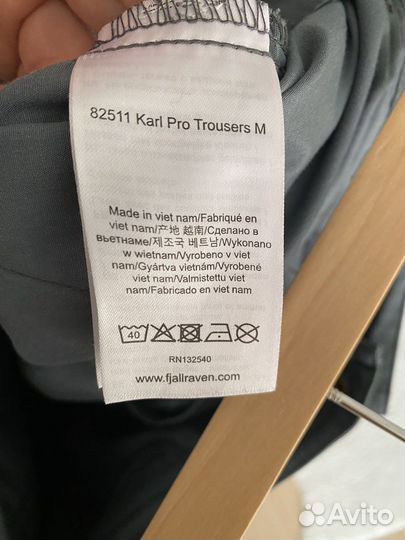 82511 Karl Pro Trousers M
Made in viet nam/Fabriqué en
viet nam/产地 越南/Сделано в
вьетнаме/제조국 베트남/Wykonano
w wietnam/Vyrobeno v viet
nam/Gyártva vietnám/Vyrobené
viet nam/Valmistettu viet
nam/Fabricado en viet nam
40
RN132540
www.fjallraven.com
Avito